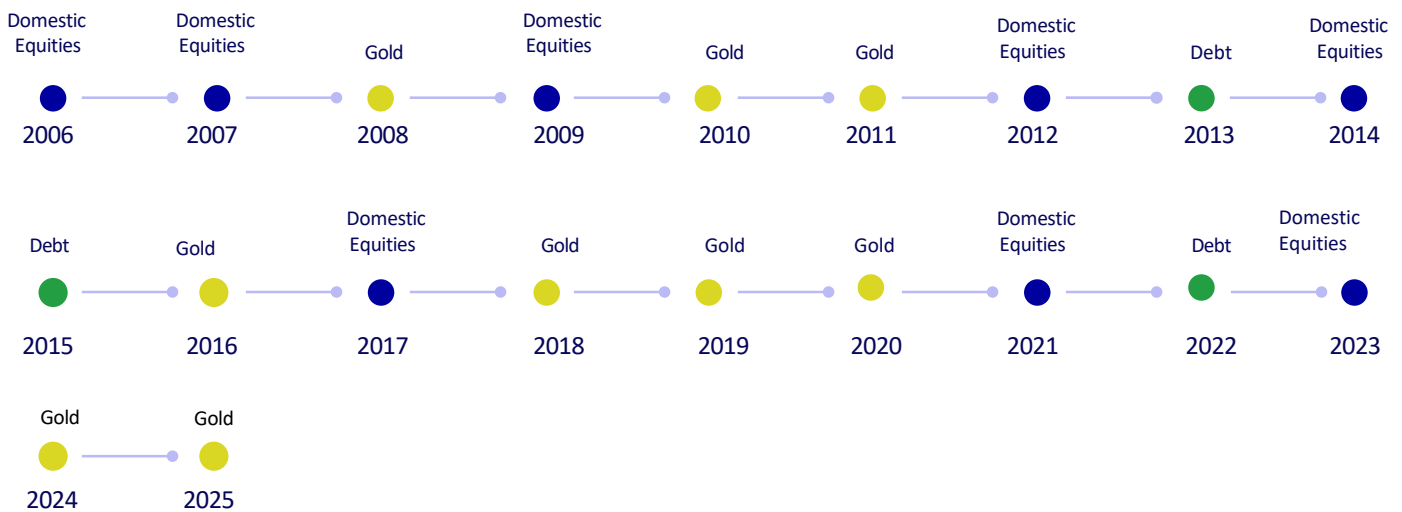 Domestic
Equities
Domestic
Equities
Gold
Domestic
Equities
Gold
Gold
Domestic
Equities
Debt
Domestic
Equities
2006 2007 2008 2009 2010 2011 2012 2013 2014
Debt
Gold
Domestic
Equities
Gold
Gold
Gold
Domestic
Equities
Debt
Domestic
Equities
2015 2016 2017 2018 2019 2020 2021 2022 2023
Gold Gold
2024 2025